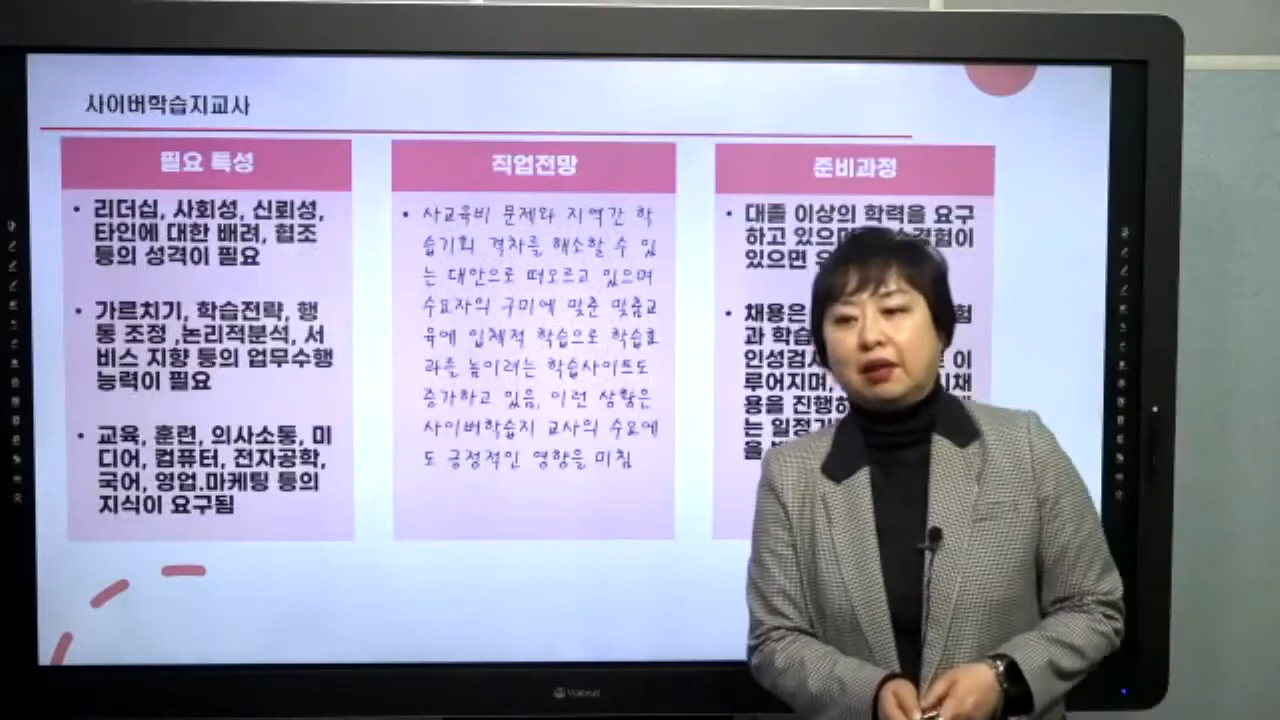 사이버학습지교사
필요 특성
• 리더십, 사회성, 신뢰성,
타인에 대한 배려, 협조
등의 성격이 필요
• 가르치기, 학습전략, 행
동 조정 ,논리적분석, 서
비스 지향 등의 업무수행
능력이 필요
• 교육, 훈련, 의사소통, 미
디어, 컴퓨터, 전자공학,
국어, 영업.마케팅 등의
지식이 요구됨
직업전망
• 사교육비 문제와 지역간 학
습기회 격차를 해소할 수 있
는 대안으로 떠오르고 있으며
수요자의 구미에 맞춘 맞춤교
육에 입체적 학습으로 학습효
과를 높이려는 학습사이트도
증가하고 있음, 이런 상황은
사이버학습지 교사의 수요에
도 긍정적인 영향을 미침
준비과정
• 대졸 이상의 학력을 요구
하고 있으며
있으면
• 채용은
과 학습
인성검사 이
루어지며,
용을 진행하
는 일정기
을